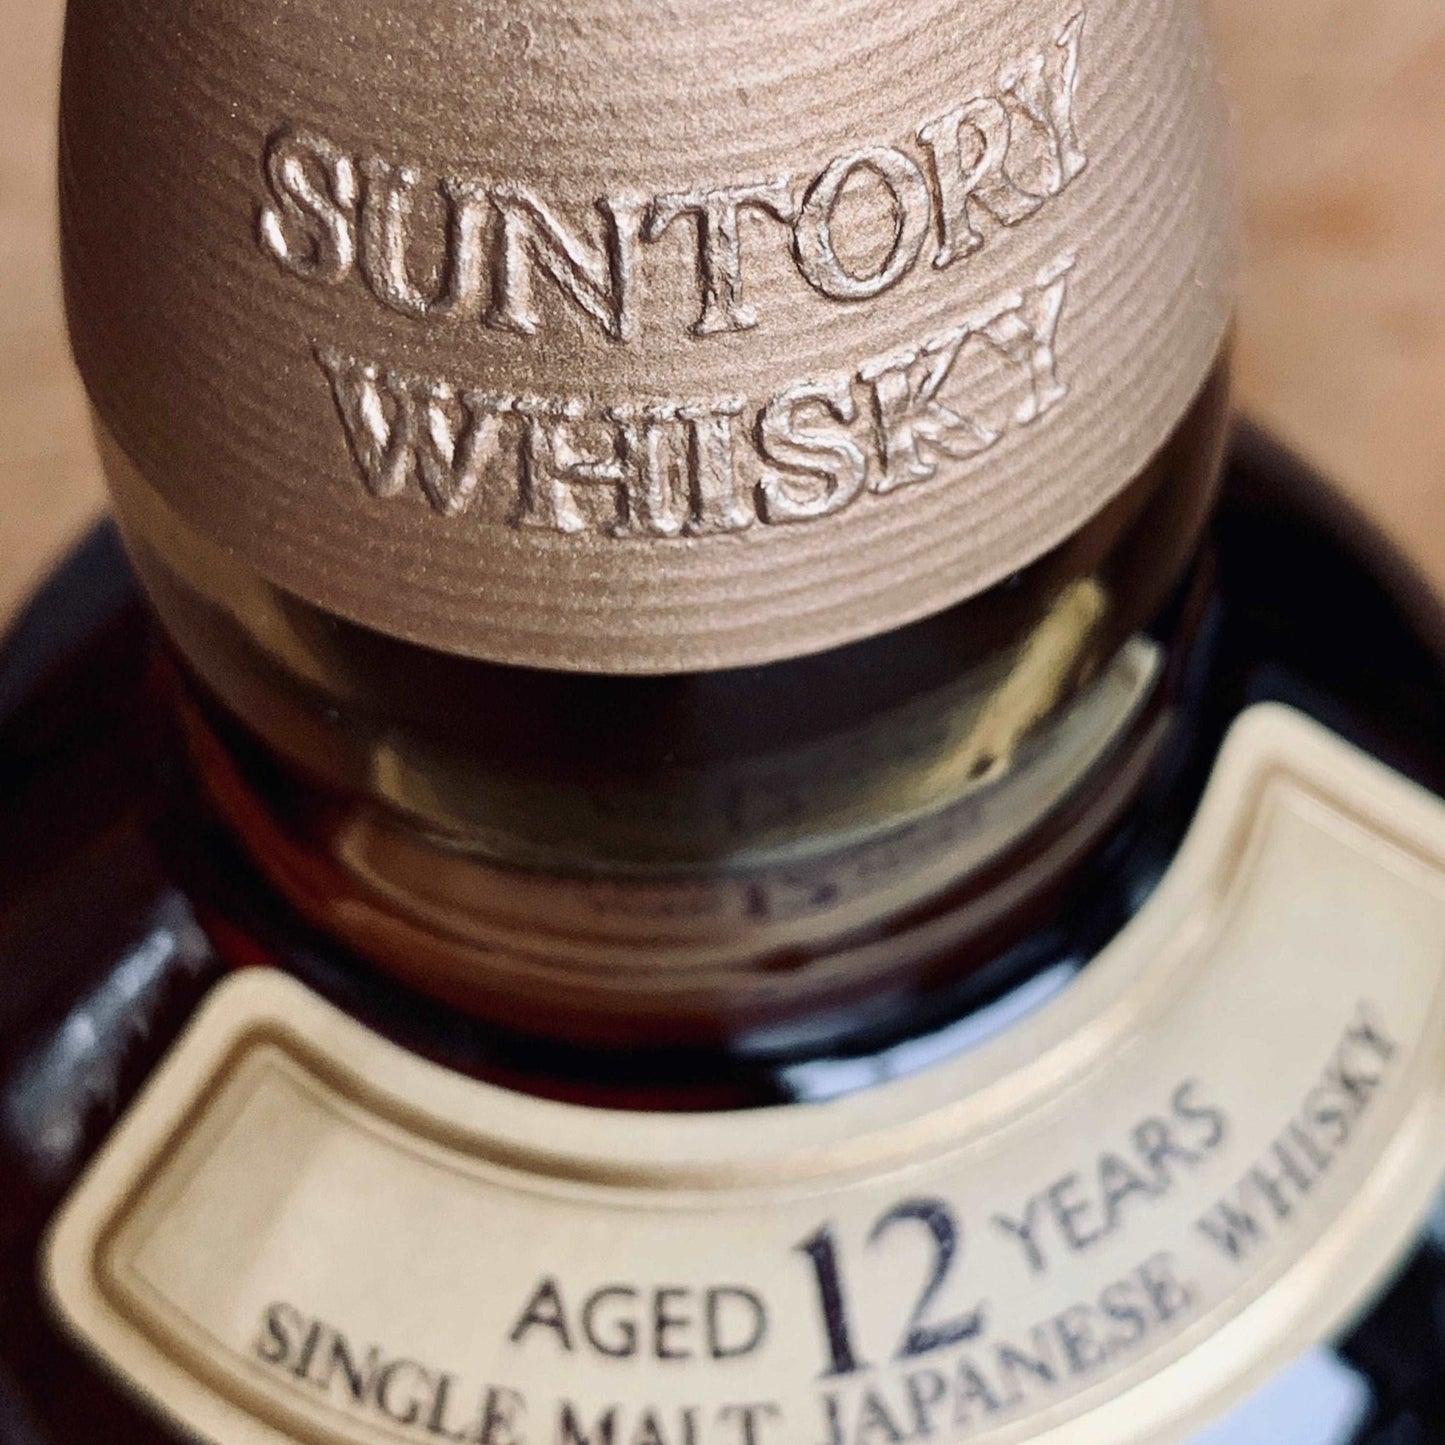 SUNTORY
WHISKY
AGED 12 YEARS
SINGLE MALT JAPANESE WHISKY